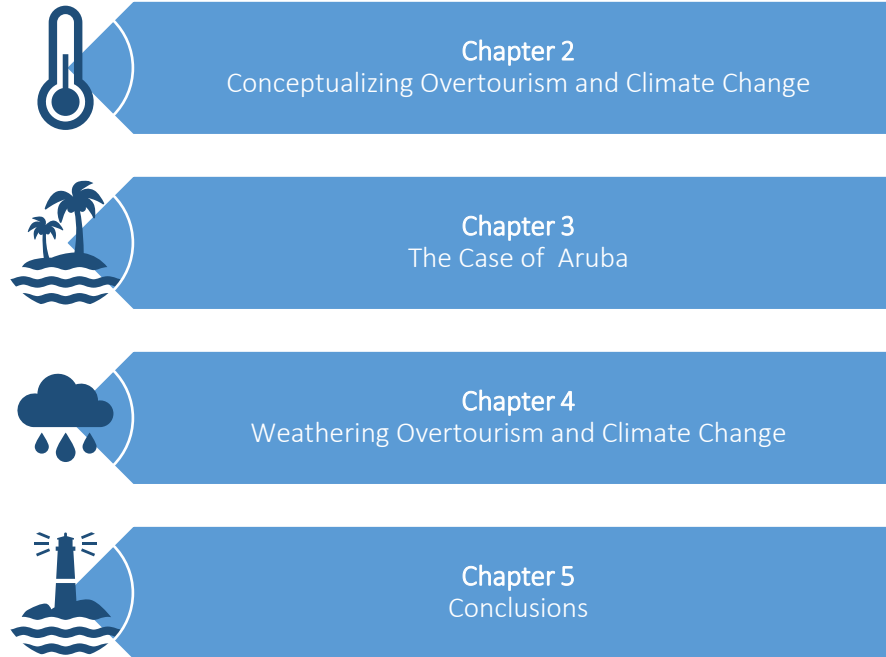 Chapter 2
Conceptualizing Overtourism and Climate Change
Chapter 3
The Case of  Aruba
Chapter 4
Weathering Overtourism and Climate Change
Chapter 5
Conclusions